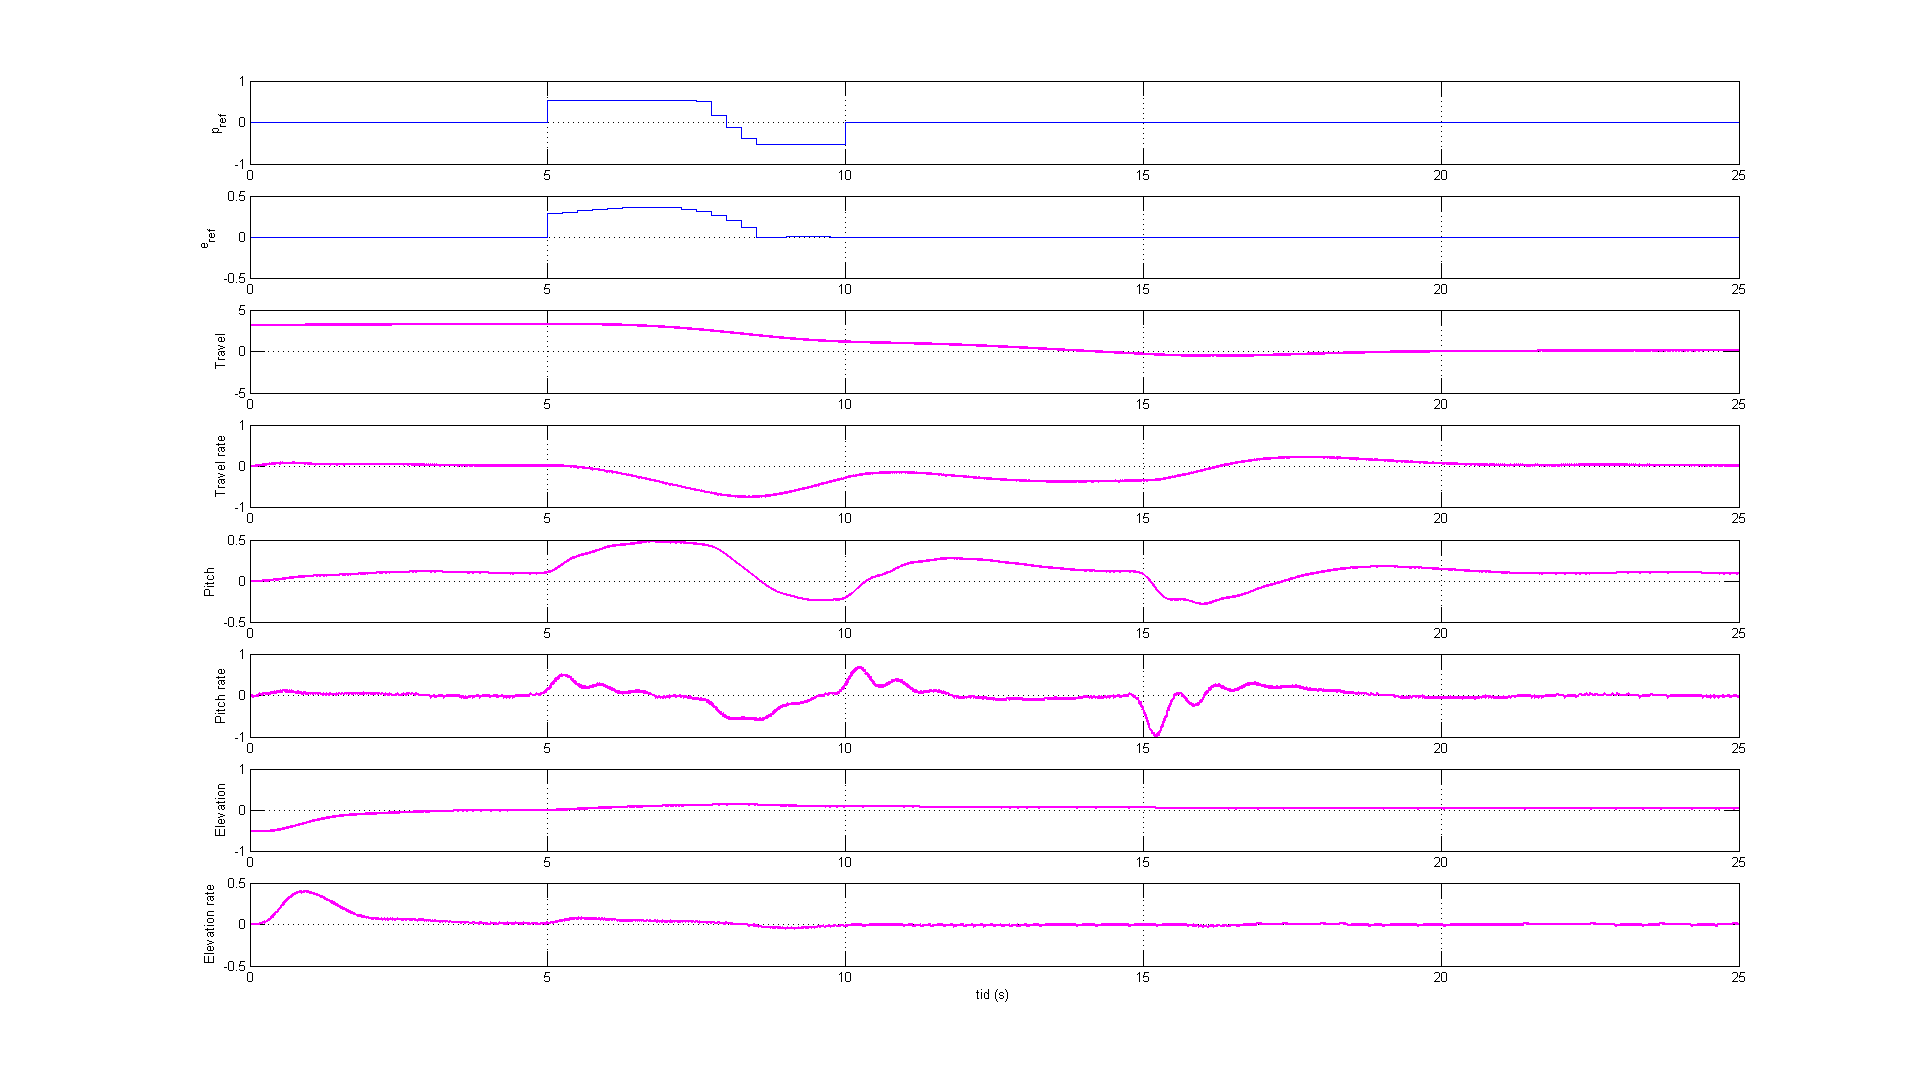 1
p_ref 0
-1
0 5 10 15 20 25
0.5
e_ref 0
-0.5
0 5 10 15 20 25
5
Travel 0
-5
0 5 10 15 20 25
1
Travel rate 0
-1
0 5 10 15 20 25
0.5
Pitch 0
-0.5
0 5 10 15 20 25
1
Pitch rate 0
-1
0 5 10 15 20 25
1
Elevation 0
-1
0 5 10 15 20 25
0.5
Elevation rate 0
-0.5
0 5 10 15 20 25
tid (s)